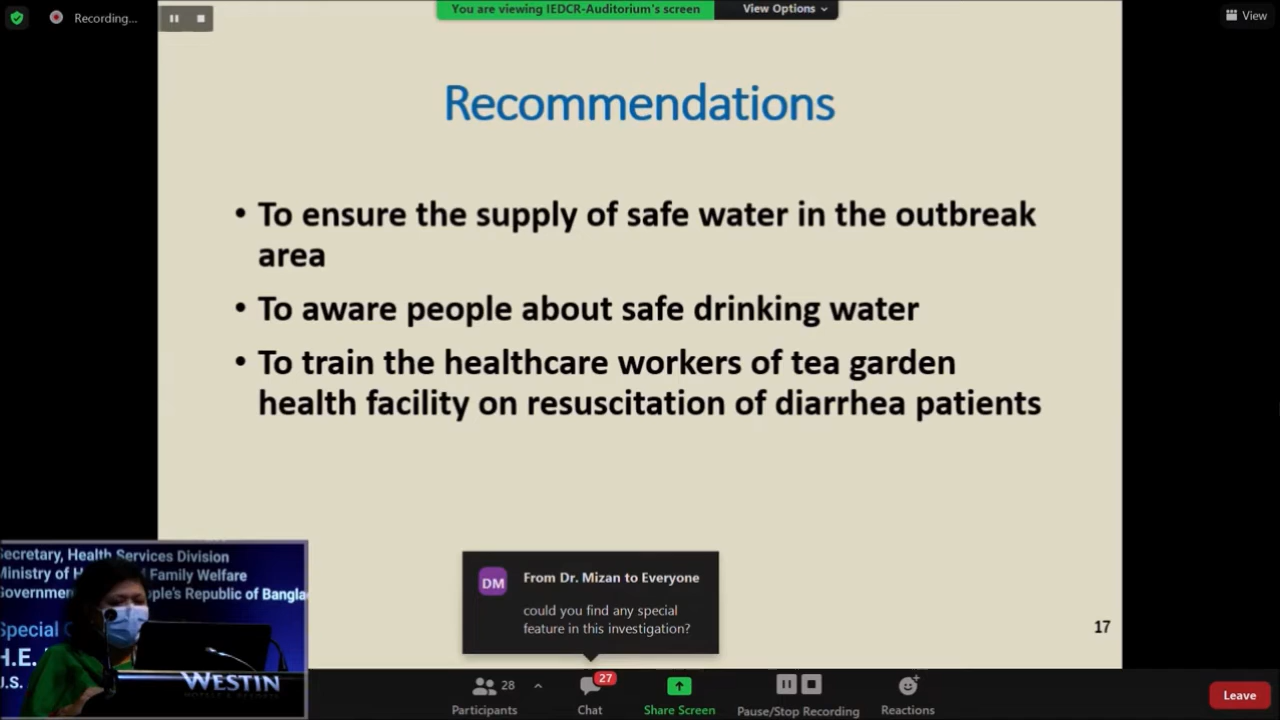 Recording...
You are viewing IEDCR-Auditorium's screen
View Options
View
Recommendations
• To ensure the supply of safe water in the outbreak
area
• To aware people about safe drinking water
• To train the healthcare workers of tea garden
health facility on resuscitation of diarrhea patients
17
Secretary, Health Services Division
Ministry of Family Welfare
Government Republic of
Special
H.E.
U.S.
WESTIN
DM
From Dr. Mizan to Everyone
could you find any special
feature in this investigation?
28
27
Participants
Chat
Share Screen
Pause/Stop Recording
Reactions
Leave